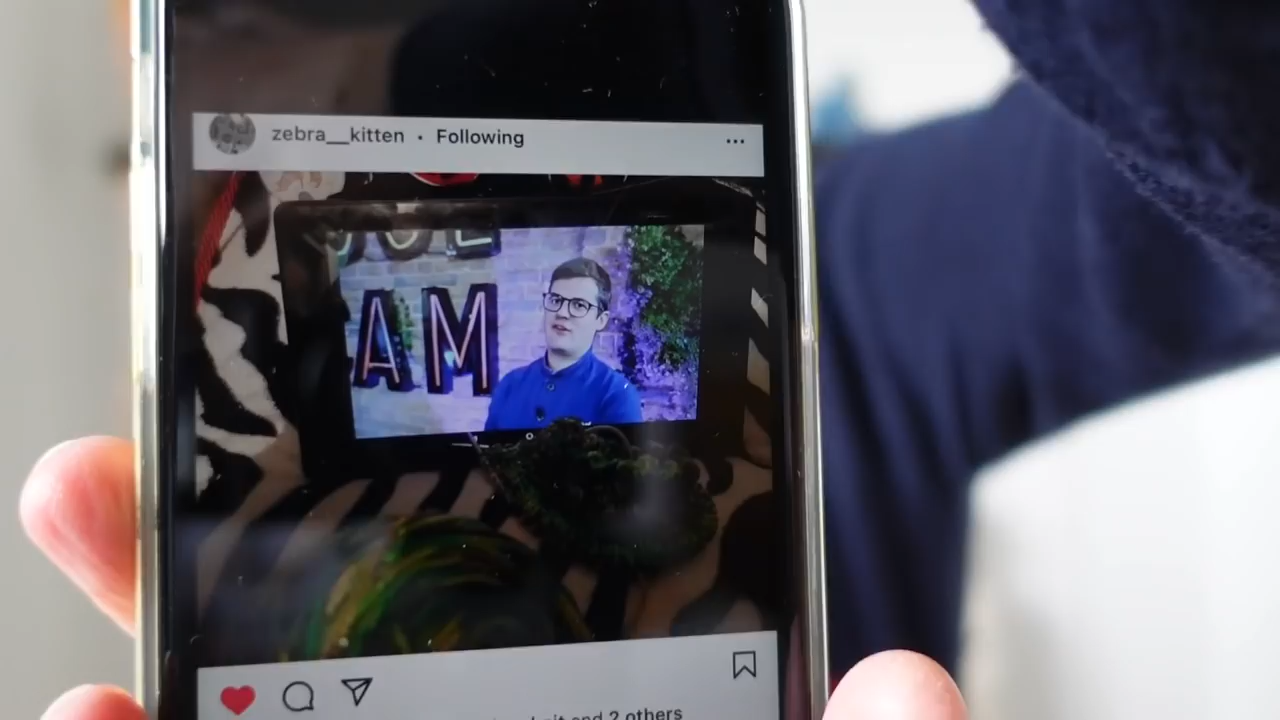 zebra__kitten • Following
AM
and 2 others